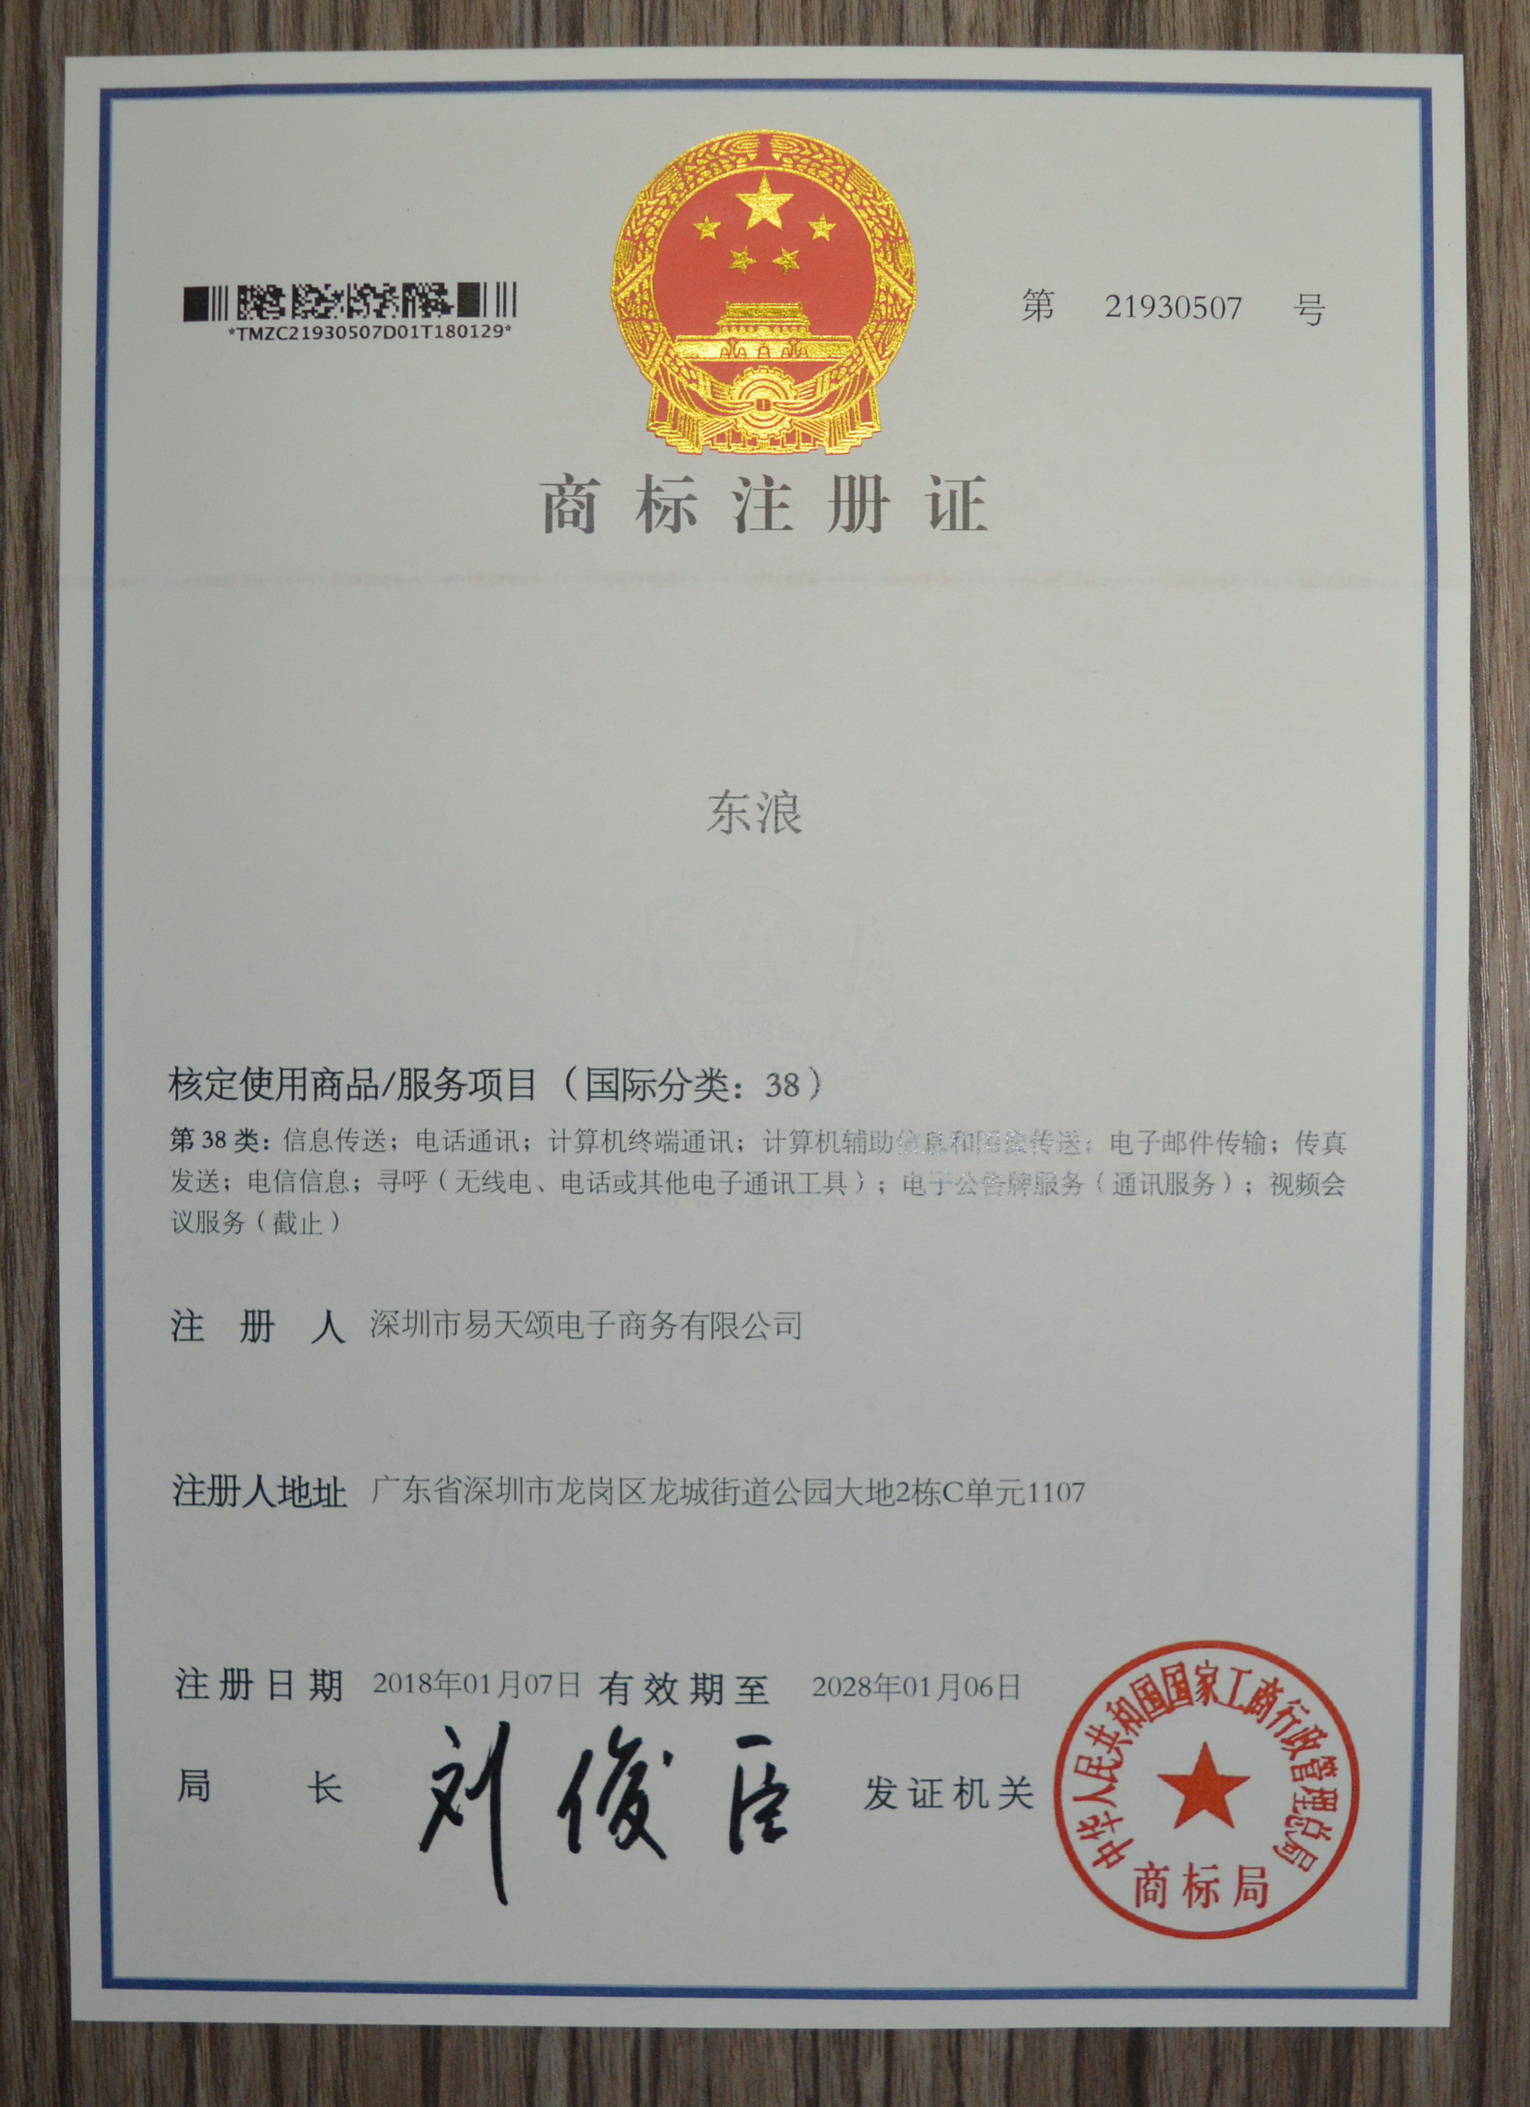 *TMZC21930507D01T180129*
第 21930507 号
商标注册证
东浪
核定使用商品/服务项目（国际分类：38）
第 38 类：信息传送；电话通讯；计算机终端通讯；计算机辅助信息和图像传送；电子邮件传输；传真
发送；电信信息；寻呼（无线电、电话或其他电子通讯工具）；电子公告牌服务（通讯服务）；视频会
议服务（截止）
注册人 深圳市易天颂电子商务有限公司
注册人地址 广东省深圳市龙岗区龙城街道公园大地2栋C单元1107
注册日期 2018年01月07日 有效期至 2028年01月06日
局长 刘俊臣 发证机关
中华人民共和国国家工商行政管理总局
商标局